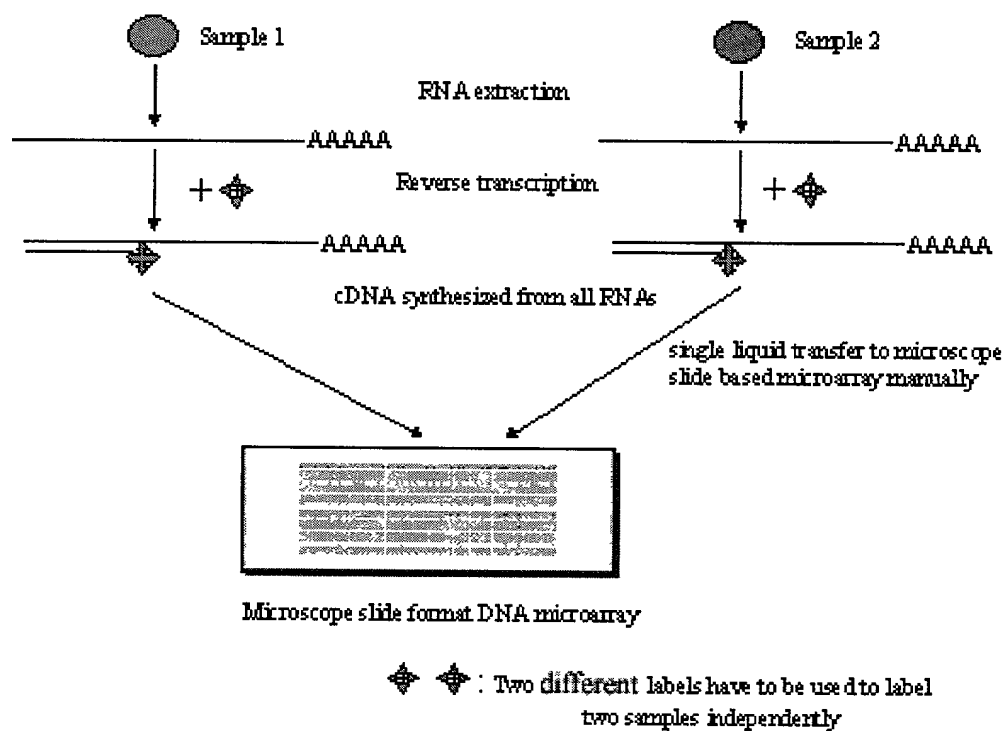 Sample 1
Sample 2
RNA extraction
AAAAA
AAAAA
+
Reverse transcription
+
AAAAA
AAAAA
cDNA synthesized from all RNAs
single liquid transfer to microscope
slide based microarray manually
Microscope slide format DNA microarray
: Two different labels have to be used to label
two samples independently